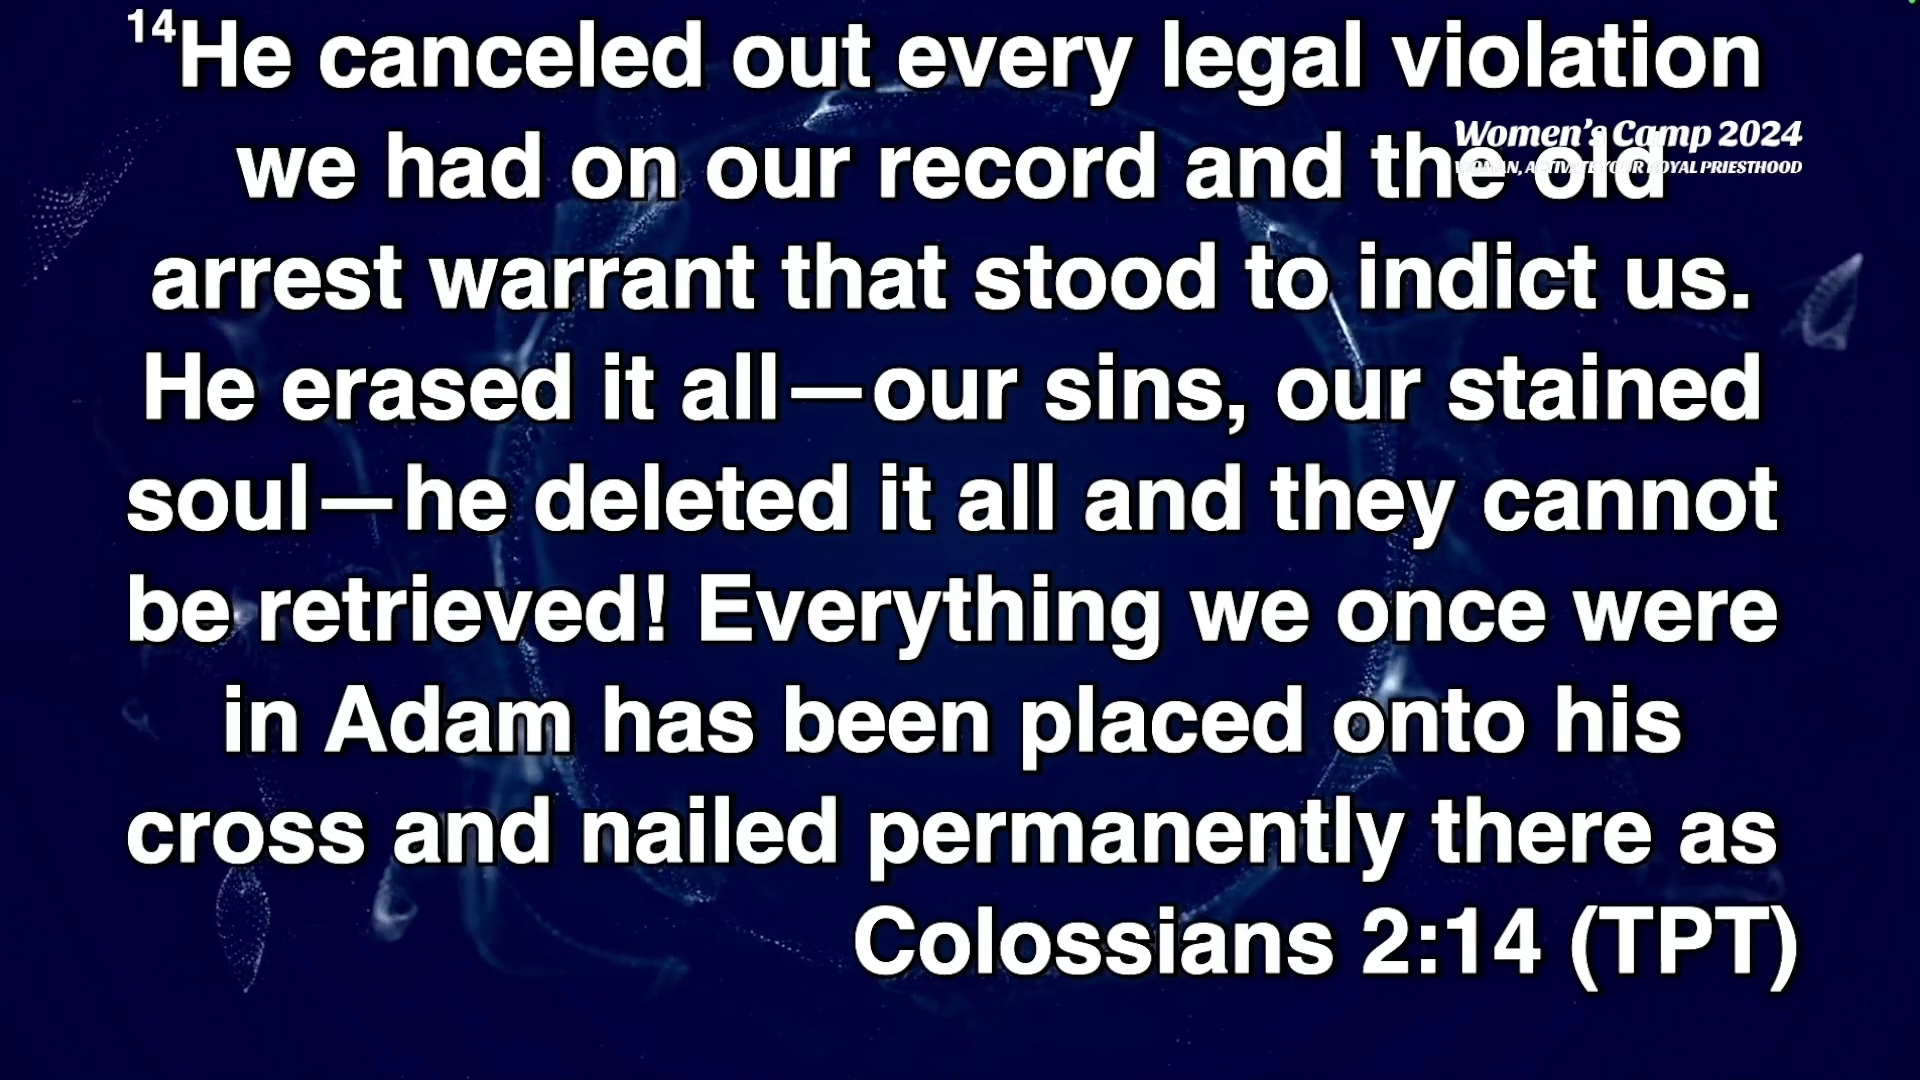 14He canceled out every legal violation
Women's Camp 2024
we had on our record and the old
WOMAN, ACTIVATE YOUR ROYAL PRIESTHOOD
arrest warrant that stood to indict us.
He erased it all—our sins, our stained
soul—he deleted it all and they cannot
be retrieved! Everything we once were
in Adam has been placed onto his
cross and nailed permanently there as
Colossians 2:14 (TPT)